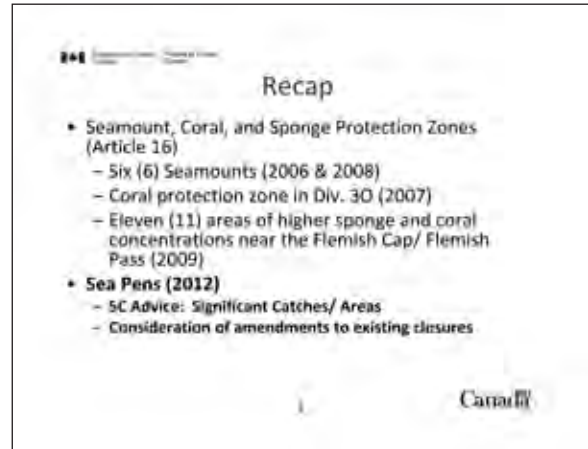 Recap
• Seamount, Coral, and Sponge Protection Zones
(Article 16)
– Six (6) Seamounts (2006 & 2008)
– Coral protection zone in Div. 3O (2007)
– Eleven (11) areas of higher sponge and coral
concentrations near the Flemish Cap/ Flemish
Pass (2009)
• Sea Pens (2012)
– SC Advice: Significant Catches/ Areas
– Consideration of amendments to existing closures
Canada